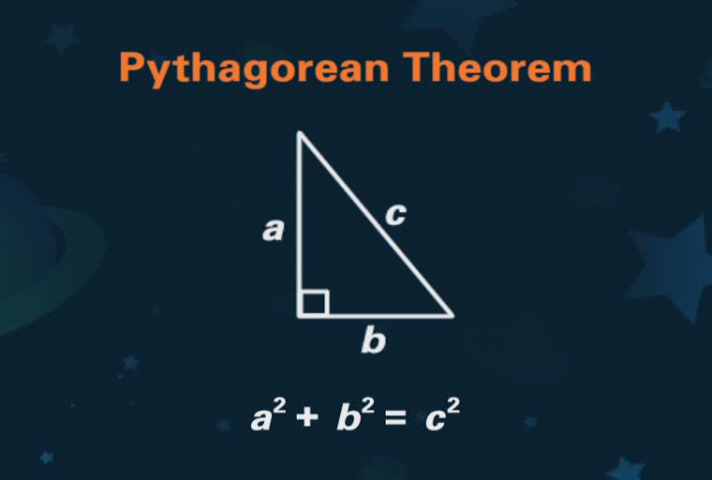 Pythagorean Theorem
a
c
b
a² + b² = c²